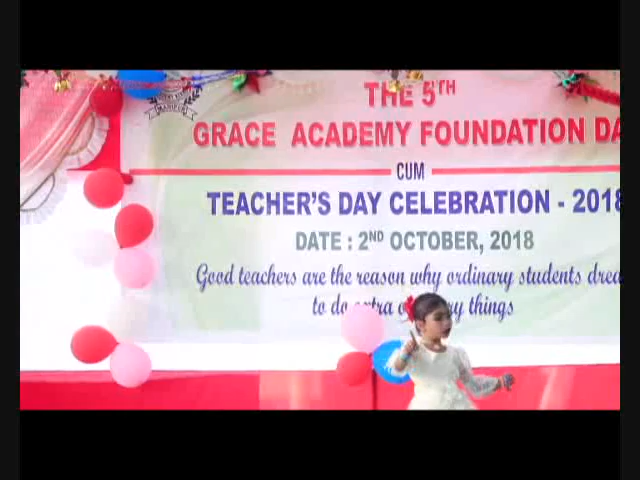 THE 5TH
GRACE ACADEMY FOUNDATION DA
CUM
TEACHER'S DAY CELEBRATION - 2018
DATE : 2ND OCTOBER, 2018
Good teachers are the reason why ordinary students drea
to do things